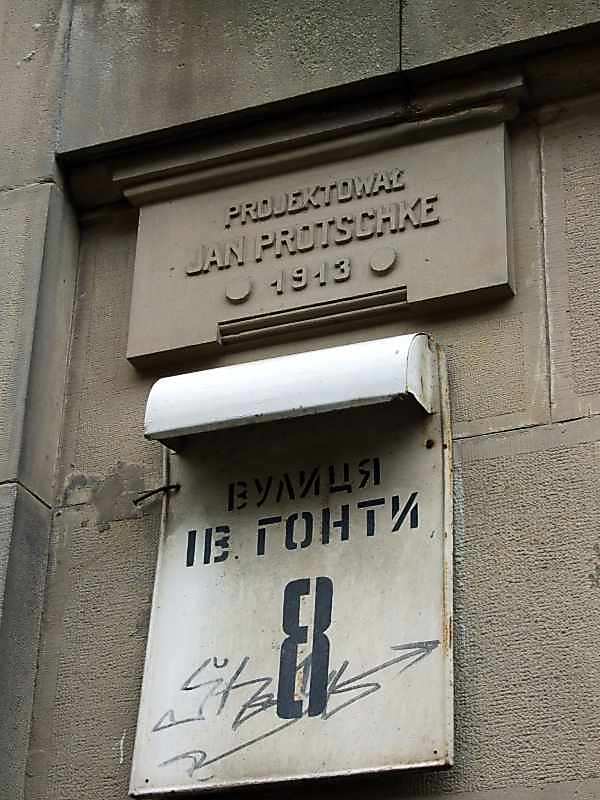 PROJEKTOWAŁ
JAN PROTSCHKE
1913
ВУЛИЦЯ
ІВ. ГОНТИ
8